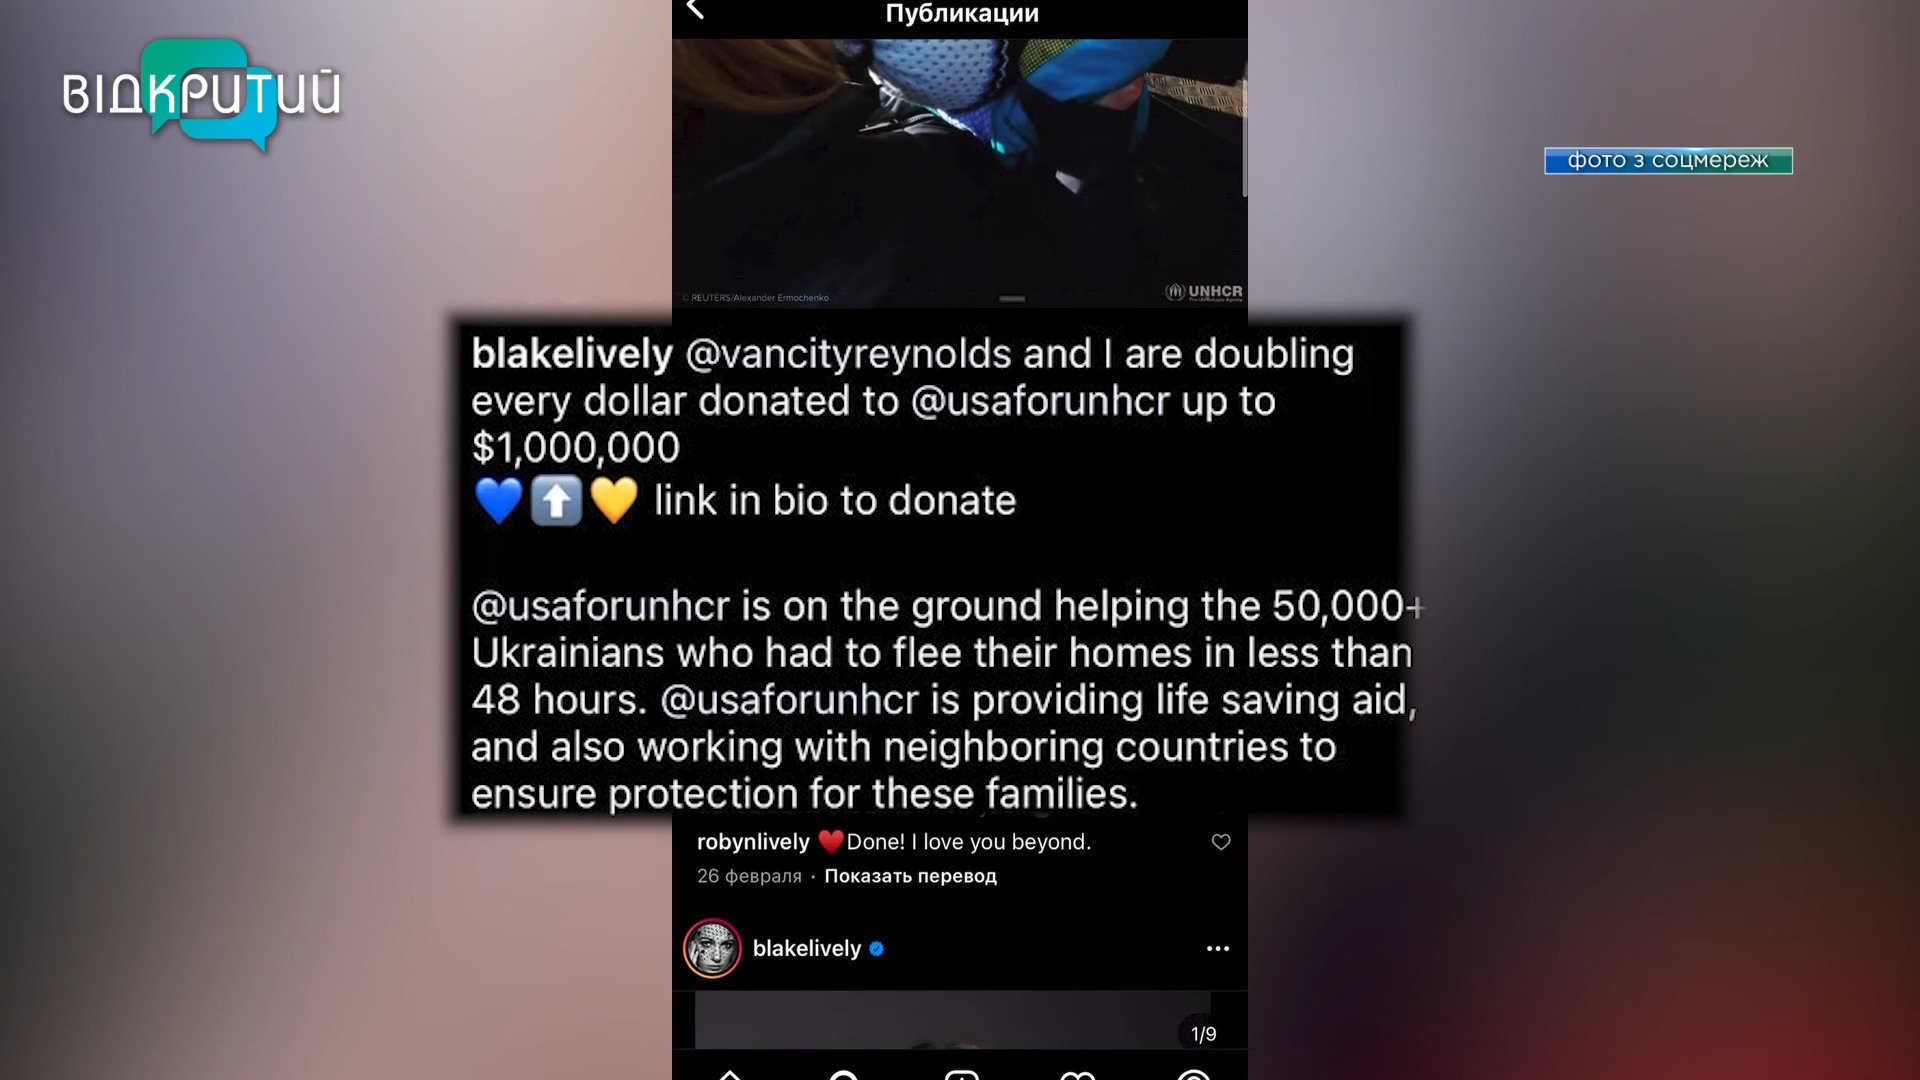 Публикации
ВІДКРИТИЙ
фото з соцмереж
© REUTERS/Alexander Ermochenko
UNHCR
The UN Refugee Agency
blakelively @vancityreynolds and I are doubling
every dollar donated to @usaforunhcr up to
$1,000,000
💙⬆️💛 link in bio to donate
@usaforunhcr is on the ground helping the 50,000+
Ukrainians who had to flee their homes in less than
48 hours. @usaforunhcr is providing life saving aid,
and also working with neighboring countries to
ensure protection for these families.
robynlively ❤️Done! I love you beyond.
26 февраля · Показать перевод
blakelively
1/9